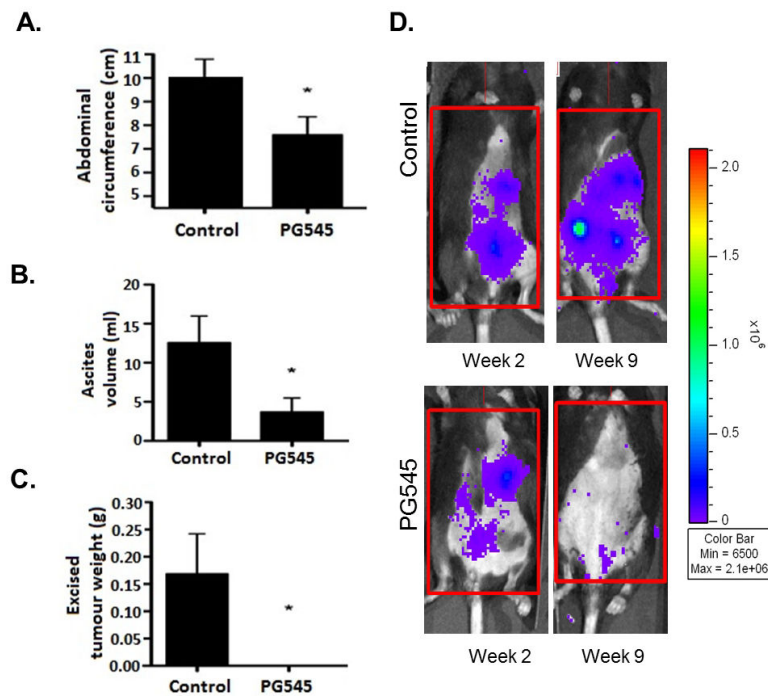 A.
Abdominal
circumference (cm)
11
10
9
8
7
6
5
*
Control
PG545
B.
Ascites
volume (ml)
20
15
10
5
0
*
Control
PG545
C.
Excised
tumour weight (g)
0.30
0.25
0.20
0.15
0.10
0.05
0.00
*
Control
PG545
D.
Control
Week 2
Week 9
PG545
Week 2
Week 9
2.0
1.5
1.0
0.5
0
x10^6
Color Bar
Min = 6500
Max = 2.1e+06